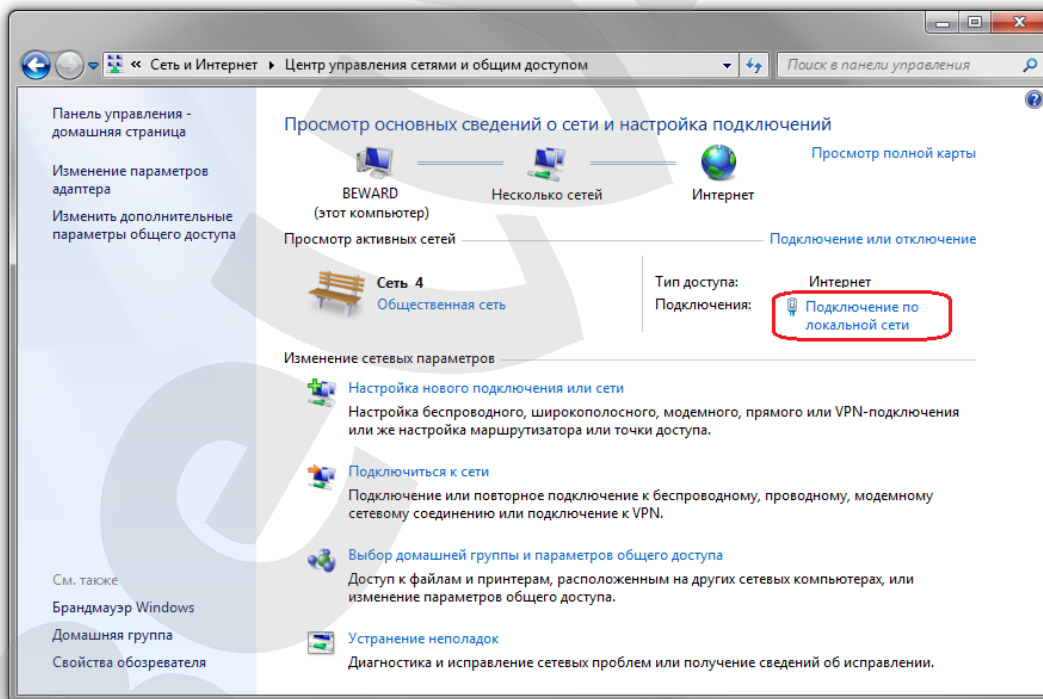 « Сеть и Интернет ▸ Центр управления сетями и общим доступом
Поиск в панели управления
Панель управления -
домашняя страница
Изменение параметров
адаптера
Изменить дополнительные
параметры общего доступа
См. также
Брандмауэр Windows
Домашняя группа
Свойства обозревателя
Просмотр основных сведений о сети и настройка подключений
Просмотр полной карты
BEWARD
(этот компьютер)
Несколько сетей
Интернет
Просмотр активных сетей
Подключение или отключение
Сеть 4
Общественная сеть
Тип доступа: Интернет
Подключения: Подключение по
локальной сети
Изменение сетевых параметров
Настройка нового подключения или сети
Настройка беспроводного, широкополосного, модемного, прямого или VPN-подключения
или же настройка маршрутизатора или точки доступа.
Подключиться к сети
Подключение или повторное подключение к беспроводному, проводному, модемному
сетевому соединению или подключение к VPN.
Выбор домашней группы и параметров общего доступа
Доступ к файлам и принтерам, расположенным на других сетевых компьютерах, или
изменение параметров общего доступа.
Устранение неполадок
Диагностика и исправление сетевых проблем или получение сведений об исправлении.